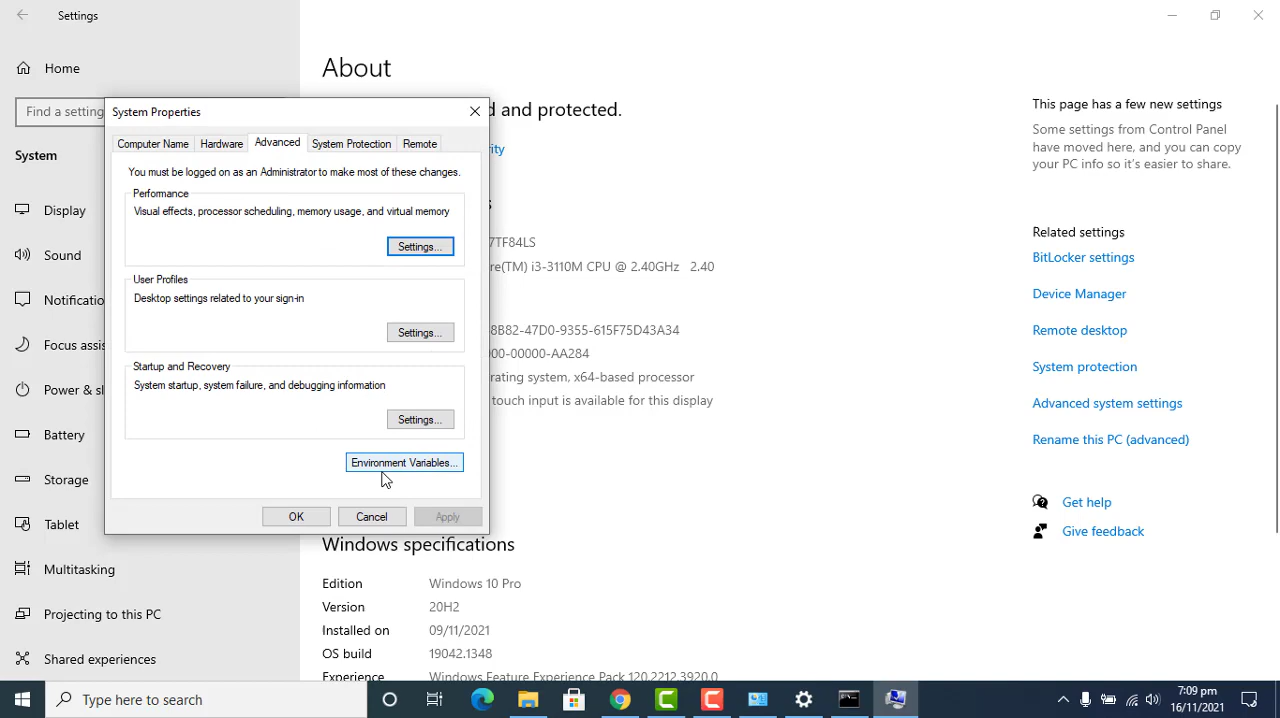 Settings
Home
Find a setting
System
Display
Sound
Notificatio
Focus assis
Power & sl
Battery
Storage
Tablet
Multitasking
Projecting to this PC
Shared experiences
System Properties
Computer Name
Hardware
Advanced
System Protection
Remote
You must be logged on as an Administrator to make most of these changes.
Performance
Visual effects, processor scheduling, memory usage, and virtual memory
Settings...
User Profiles
Desktop settings related to your sign-in
Settings...
Startup and Recovery
System startup, system failure, and debugging information
Settings...
Environment Variables...
OK
Cancel
Apply
About
d and protected.
ity
s
7TF84LS
re(TM) i3-3110M CPU @ 2.40GHz 2.40
8B82-47D0-9355-615F75D43A34
000-00000-AA284
rating system, x64-based processor
touch input is available for this display
Windows specifications
Edition Windows 10 Pro
Version 20H2
Installed on 09/11/2021
OS build 19042.1348
Experience Windows Feature Experience Pack 120.2212.3920.0
This page has a few new settings
Some settings from Control Panel
have moved here, and you can copy
your PC info so it's easier to share.
Related settings
BitLocker settings
Device Manager
Remote desktop
System protection
Advanced system settings
Rename this PC (advanced)
Get help
Give feedback
Type here to search
7:09 pm
16/11/2021